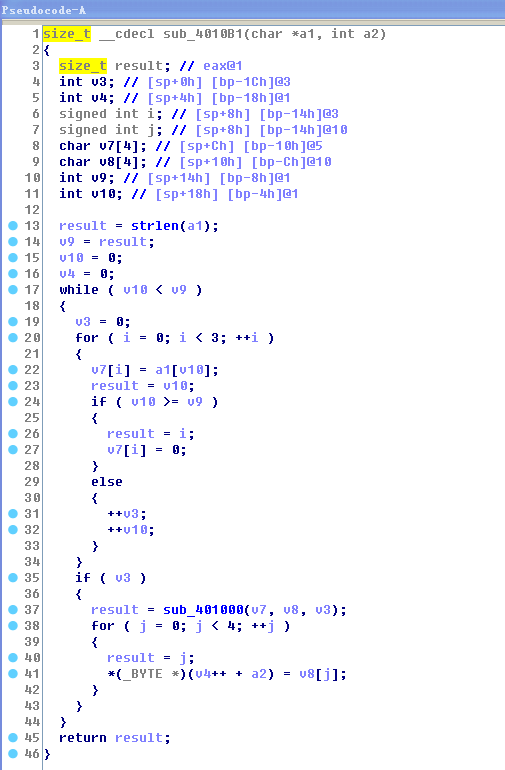 Pseudocode-A
1 size_t __cdecl sub_4010B1(char *a1, int a2)
2 {
3 size_t result; // eax@1
4 int v3; // [sp+0h] [bp-1Ch]@3
5 int v4; // [sp+4h] [bp-18h]@1
6 signed int i; // [sp+8h] [bp-14h]@3
7 signed int j; // [sp+8h] [bp-14h]@10
8 char v7[4]; // [sp+Ch] [bp-10h]@5
9 char v8[4]; // [sp+10h] [bp-Ch]@10
10 int v9; // [sp+14h] [bp-8h]@1
11 int v10; // [sp+18h] [bp-4h]@1
12
13 result = strlen(a1);
14 v9 = result;
15 v10 = 0;
16 v4 = 0;
17 while ( v10 < v9 )
18 {
19 v3 = 0;
20 for ( i = 0; i < 3; ++i )
21 {
22 v7[i] = a1[v10];
23 result = v10;
24 if ( v10 >= v9 )
25 {
26 result = i;
27 v7[i] = 0;
28 }
29 else
30 {
31 ++v3;
32 ++v10;
33 }
34 }
35 if ( v3 )
36 {
37 result = sub_401000(v7, v8, v3);
38 for ( j = 0; j < 4; ++j )
39 {
40 result = j;
41 *(_BYTE *)(v4++ + a2) = v8[j];
42 }
43 }
44 }
45 return result;
46 }